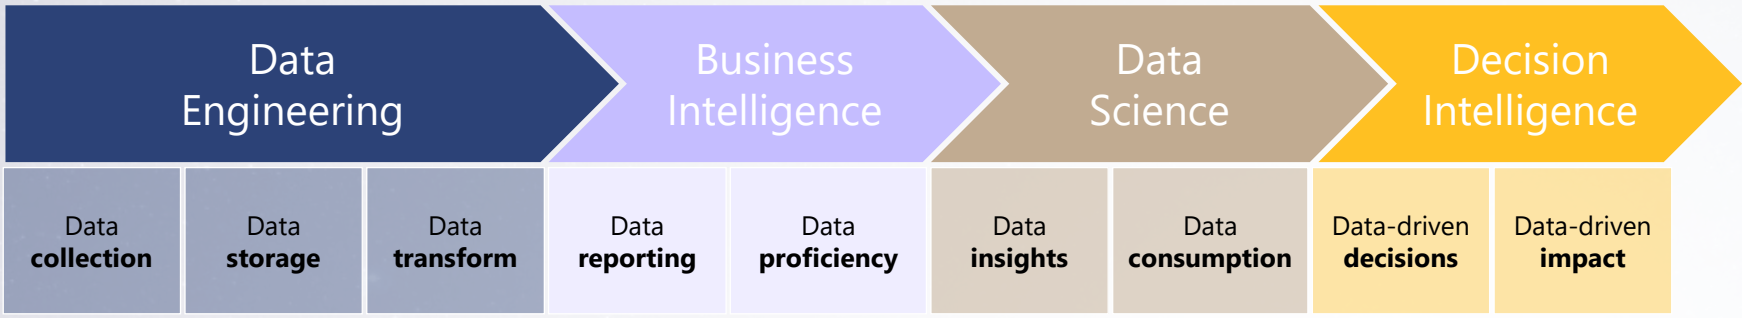 Data
Engineering
Business
Intelligence
Data
Science
Decision
Intelligence
Data
collection
Data
storage
Data
transform
Data
reporting
Data
proficiency
Data
insights
Data
consumption
Data-driven
decisions
Data-driven
impact